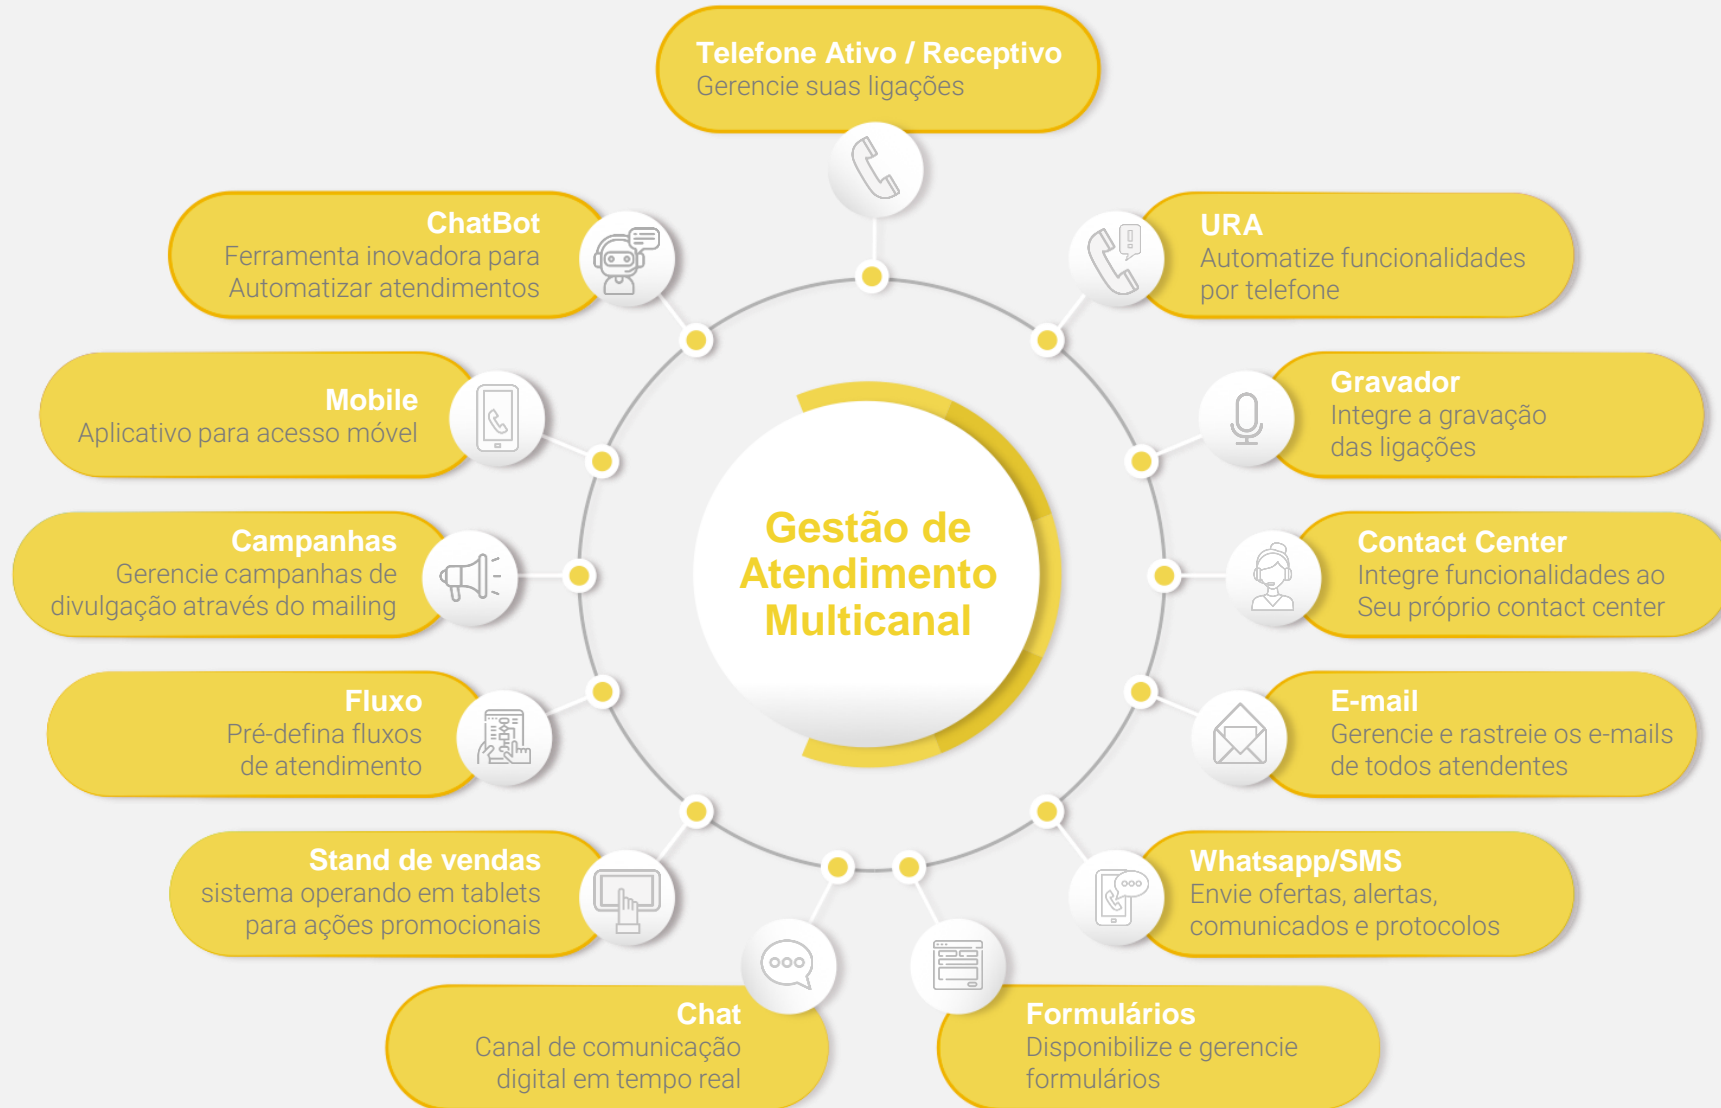 Telefone Ativo / Receptivo
Gerencie suas ligações
ChatBot
Ferramenta inovadora para
Automatizar atendimentos
URA
Automatize funcionalidades
por telefone
Mobile
Aplicativo para acesso móvel
Gravador
Integre a gravação
das ligações
Gestão de
Atendimento
Multicanal
Campanhas
Gerencie campanhas de
divulgação através do mailing
Contact Center
Integre funcionalidades ao
Seu próprio contact center
Fluxo
Pré-defina fluxos
de atendimento
E-mail
Gerencie e rastreie os e-mails
de todos atendentes
Stand de vendas
sistema operando em tablets
para ações promocionais
Whatsapp/SMS
Envie ofertas, alertas,
comunicados e protocolos
Chat
Canal de comunicação
digital em tempo real
Formulários
Disponibilize e gerencie
formulários